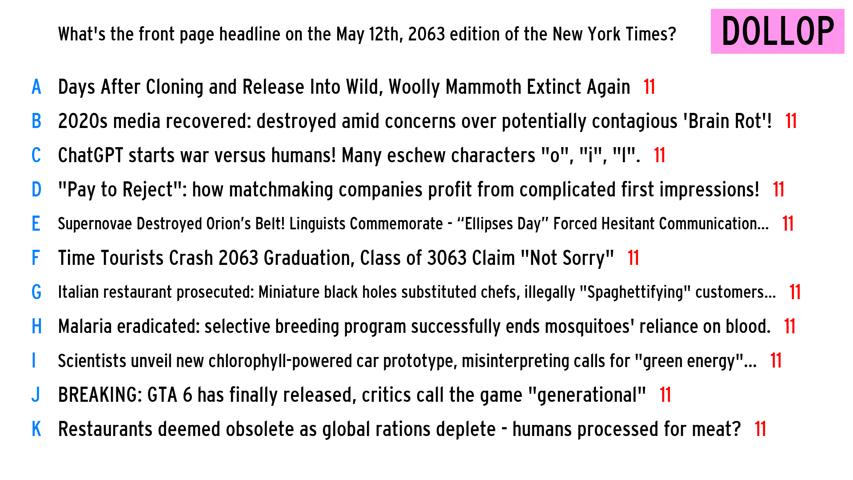 What's the front page headline on the May 12th, 2063 edition of the New York Times?
DOLLOP
A Days After Cloning and Release Into Wild, Woolly Mammoth Extinct Again 11
B 2020s media recovered: destroyed amid concerns over potentially contagious 'Brain Rot'! 11
C ChatGPT starts war versus humans! Many eschew characters "o", "i", "l". 11
D "Pay to Reject": how matchmaking companies profit from complicated first impressions! 11
E Supernovae Destroyed Orion's Belt! Linguists Commemorate - “Ellipses Day” Forced Hesitant Communication... 11
F Time Tourists Crash 2063 Graduation, Class of 3063 Claim "Not Sorry" 11
G Italian restaurant prosecuted: Miniature black holes substituted chefs, illegally "Spaghettifying" customers... 11
H Malaria eradicated: selective breeding program successfully ends mosquitoes' reliance on blood. 11
I Scientists unveil new chlorophyll-powered car prototype, misinterpreting calls for "green energy"... 11
J BREAKING: GTA 6 has finally released, critics call the game "generational" 11
K Restaurants deemed obsolete as global rations deplete - humans processed for meat? 11